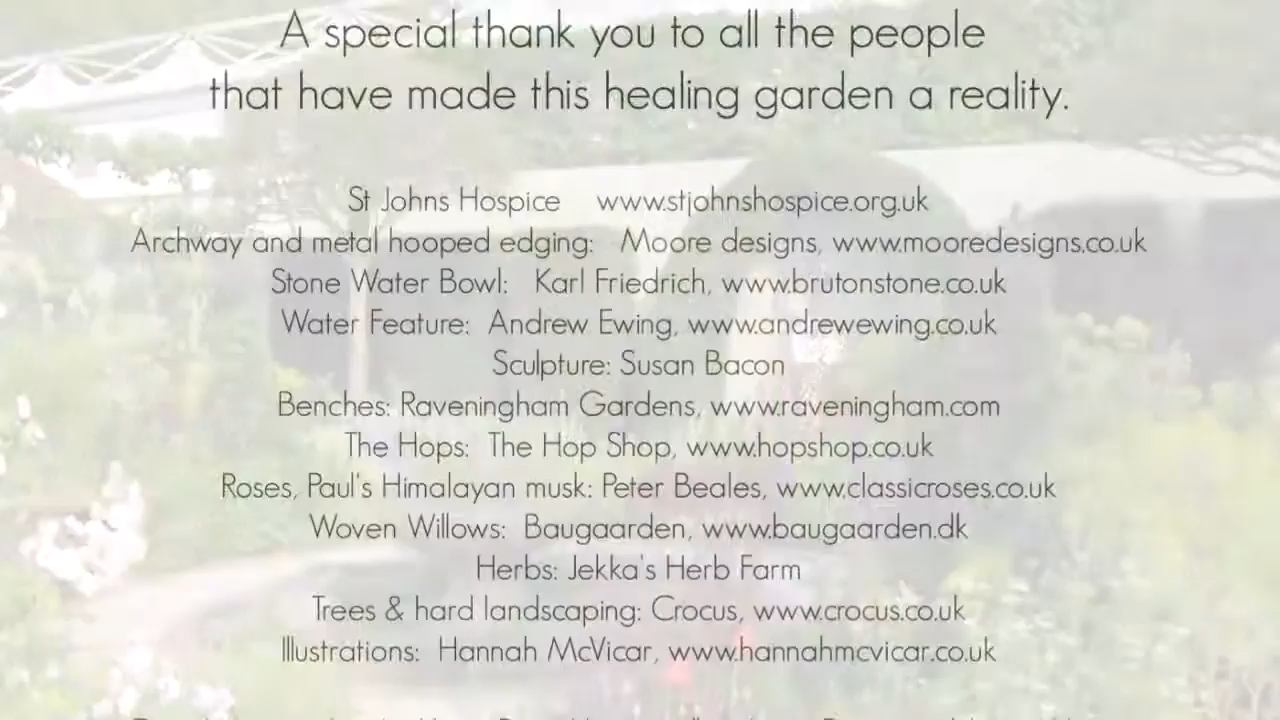 A special thank you to all the people
that have made this healing garden a reality.
St Johns Hospice www.stjohnshospice.org.uk
Archway and metal hooped edging: Moore designs, www.mooredesigns.co.uk
Stone Water Bowl: Karl Friedrich, www.brutonstone.co.uk
Water Feature: Andrew Ewing, www.andrewewing.co.uk
Sculpture: Susan Bacon
Benches: Raveningham Gardens, www.raveningham.com
The Hops: The Hop Shop, www.hopshop.co.uk
Roses, Paul's Himalayan musk: Peter Beales, www.classicroses.co.uk
Woven Willows: Baugaarden, www.baugaarden.dk
Herbs: Jekka's Herb Farm
Trees & hard landscaping: Crocus, www.crocus.co.uk
Illustrations: Hannah McVicar, www.hannahmcvicar.co.uk